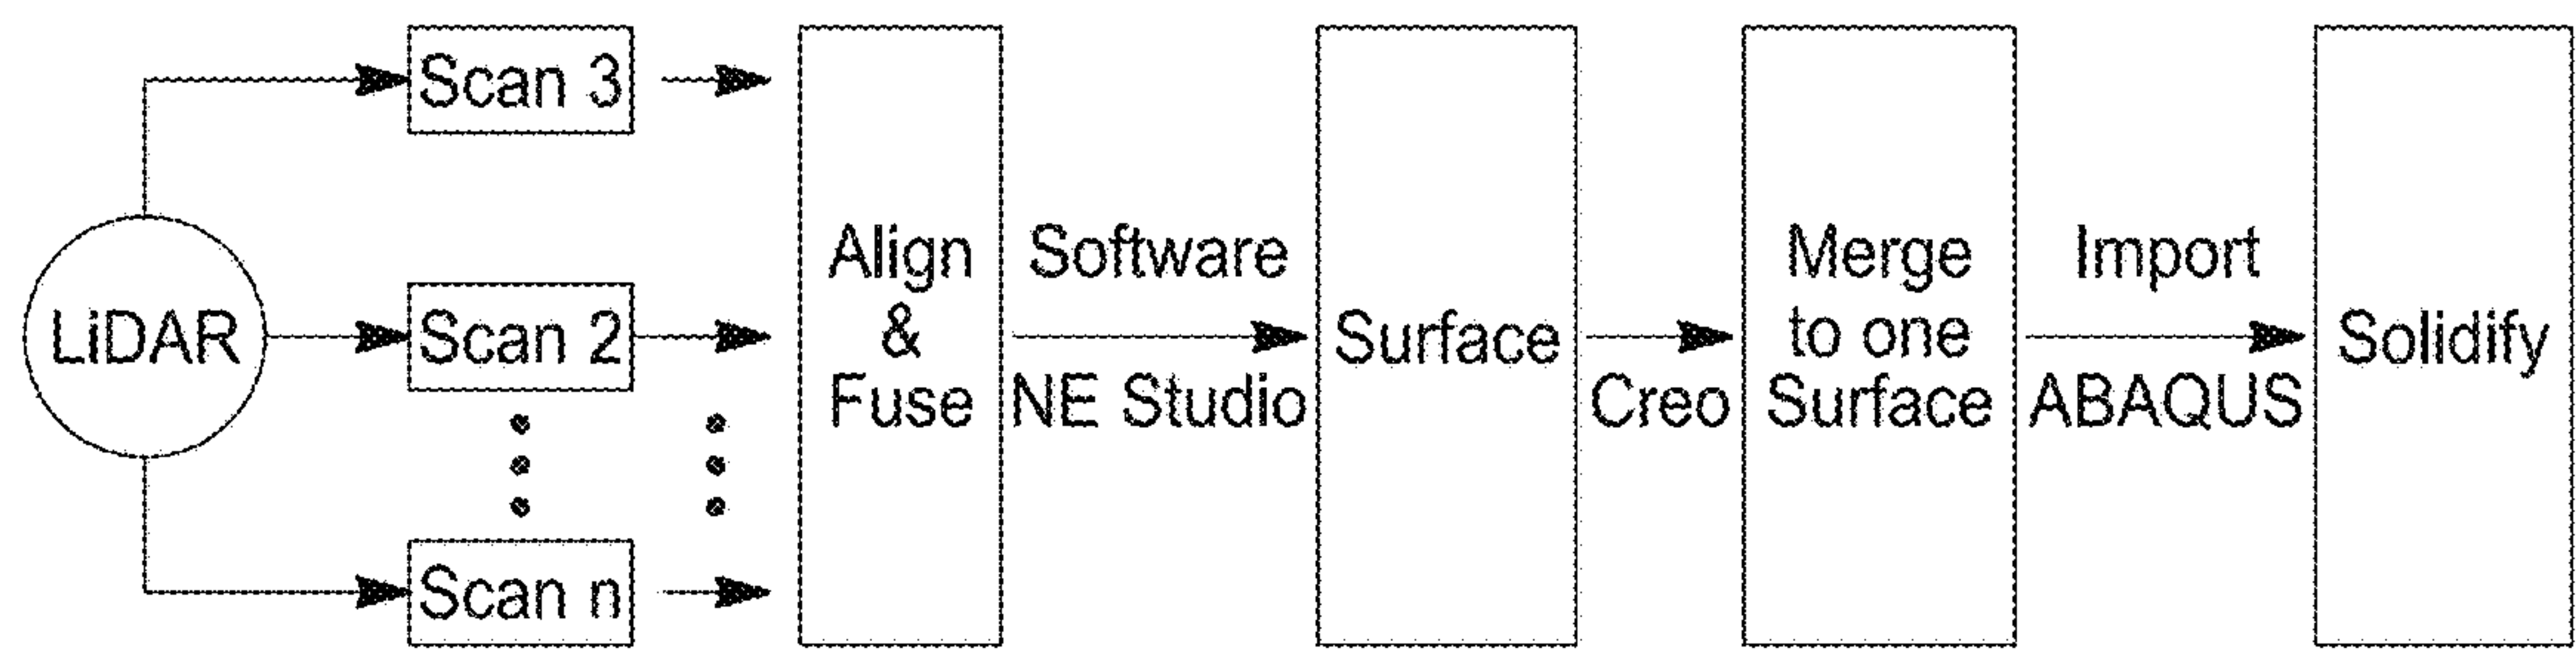 LiDAR
Scan 3
Scan 2
Scan n
Align
&
Fuse
Software
NE Studio
Surface
Creo
Merge
to one
Surface
Import
ABAQUS
Solidify